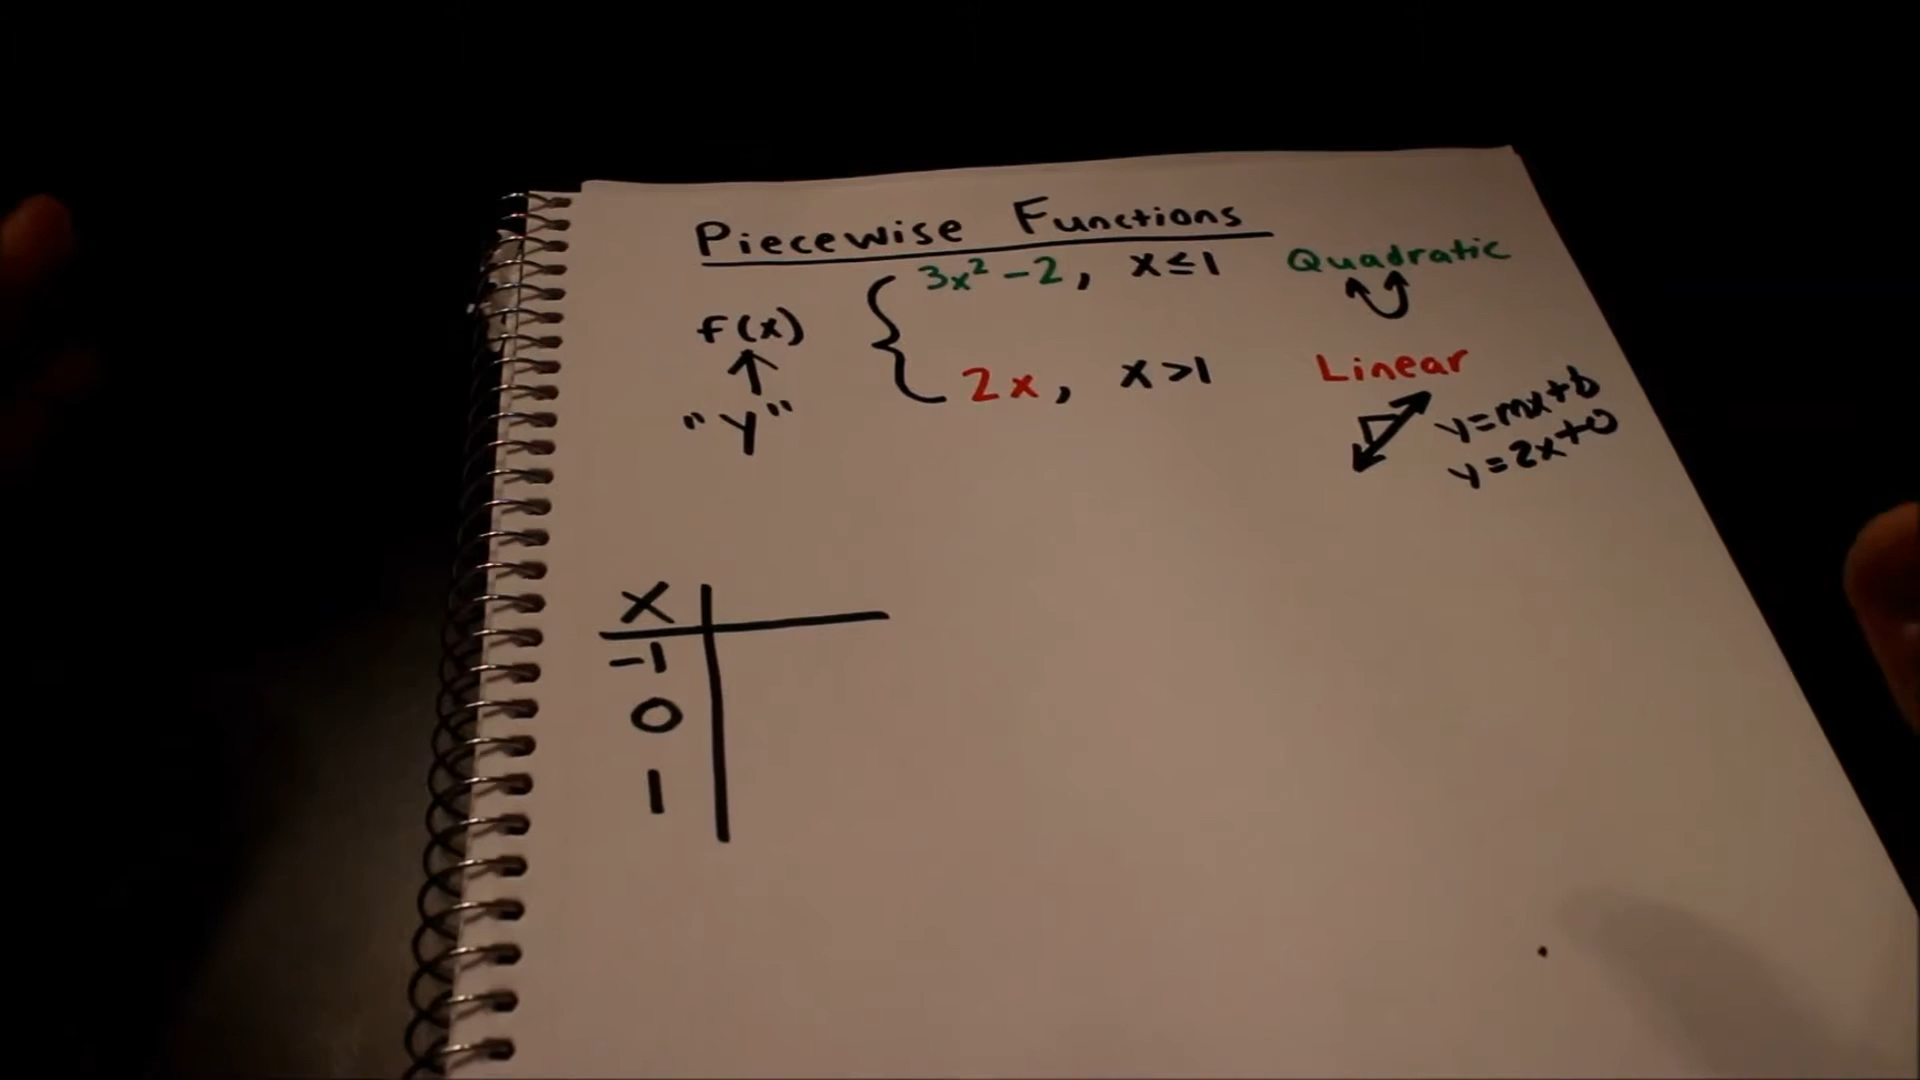 Piecewise Functions
3x² - 2, x ≤ 1 Quadratic
f(x) {
2x, x > 1 Linear
"Y"
y = mx + b
y = 2x + 0
X
-1
0
1